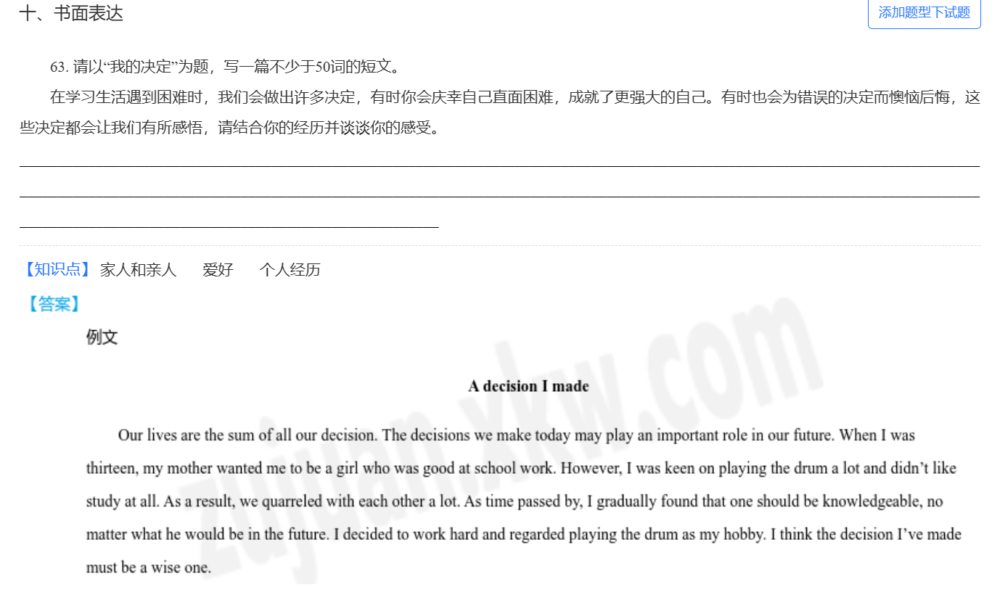 十、书面表达
添加题型下试题
63. 请以“我的决定”为题，写一篇不少于50词的短文。
在学习生活遇到困难时，我们会做出许多决定，有时你会庆幸自己直面困难，成就了更强大的自己。有时也会为错误的决定而懊恼后悔，这
些决定都会让我们有所感悟，请结合你的经历并谈谈你的感受。
【知识点】 家人和亲人 爱好 个人经历
【答案】
例文
A decision I made
Our lives are the sum of all our decision. The decisions we make today may play an important role in our future. When I was
thirteen, my mother wanted me to be a girl who was good at school work. However, I was keen on playing the drum a lot and didn’t like
study at all. As a result, we quarreled with each other a lot. As time passed by, I gradually found that one should be knowledgeable, no
matter what he would be in the future. I decided to work hard and regarded playing the drum as my hobby. I think the decision I’ve made
must be a wise one.
zujuan.xkw.com